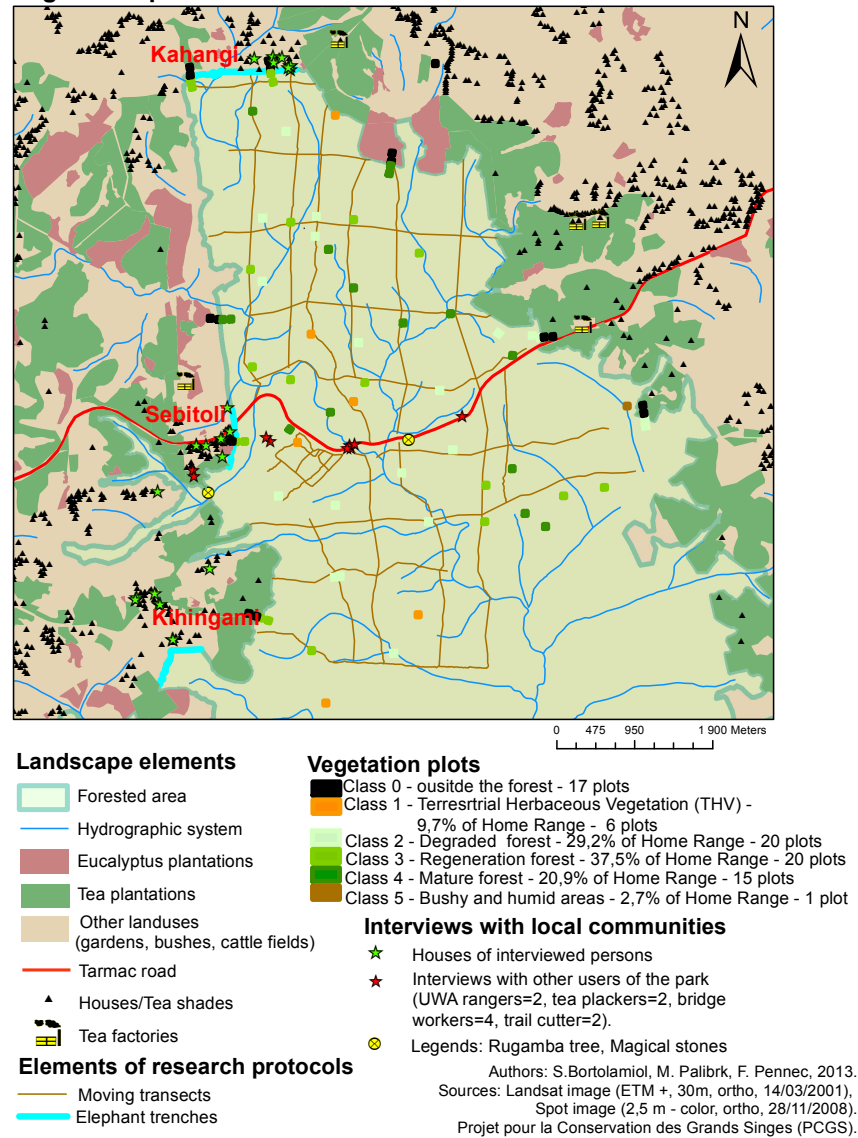 Kahangi
N
Sebitoli
Kihingami
0 475 950 1 900 Meters
Landscape elements
Forested area
Hydrographic system
Eucalyptus plantations
Tea plantations
Other landuses
(gardens, bushes, cattle fields)
Tarmac road
Houses/Tea shades
Tea factories
Elements of research protocols
Moving transects
Elephant trenches
Vegetation plots
Class 0 - ousitde the forest - 17 plots
Class 1 - Terresrtrial Herbaceous Vegetation (THV) -
9,7% of Home Range - 6 plots
Class 2 - Degraded forest - 29,2% of Home Range - 20 plots
Class 3 - Regeneration forest - 37,5% of Home Range - 20 plots
Class 4 - Mature forest - 20,9% of Home Range - 15 plots
Class 5 - Bushy and humid areas - 2,7% of Home Range - 1 plot
Interviews with local communities
Houses of interviewed persons
Interviews with other users of the park
(UWA rangers=2, tea plackers=2, bridge
workers=4, trail cutter=2).
Legends: Rugamba tree, Magical stones
Authors: S.Bortolamiol, M. Palibrk, F. Pennec, 2013.
Sources: Landsat image (ETM +, 30m, ortho, 14/03/2001),
Spot image (2,5 m - color, ortho, 28/11/2008).
Projet pour la Conservation des Grands Singes (PCGS).